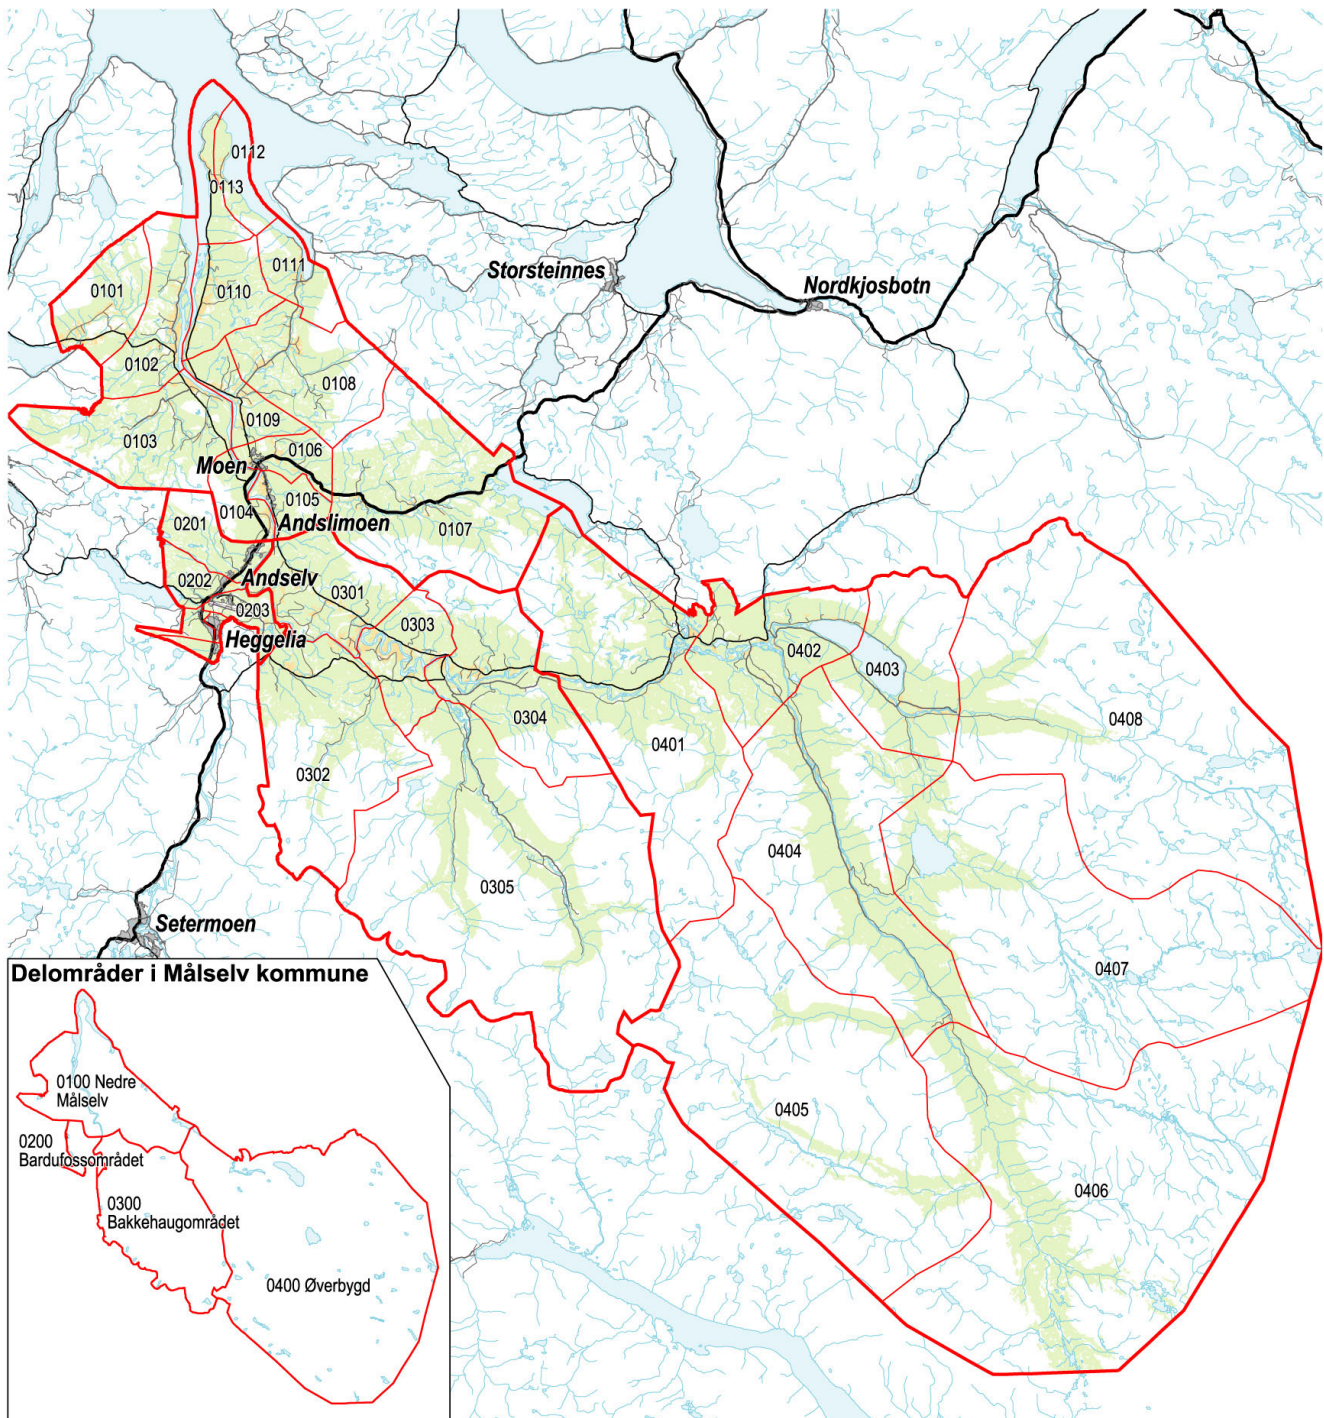 0112
0113
0111
Storsteinnes
0101
0110
Nordkjosbotn
0102
0108
0109
0103
0106
Moen
0105
0104
Andslimoen
0201
0107
Andselv
0202
0301
0203
0303
Heggelia
0402
0403
0304
0408
0401
0302
0404
0305
Setermoen
0407
Delområder i Målselv kommune
0100 Nedre
Målselv
0405
0200
Bardufossområdet
0406
0300
Bakkehaugområdet
0400 Øverbygd